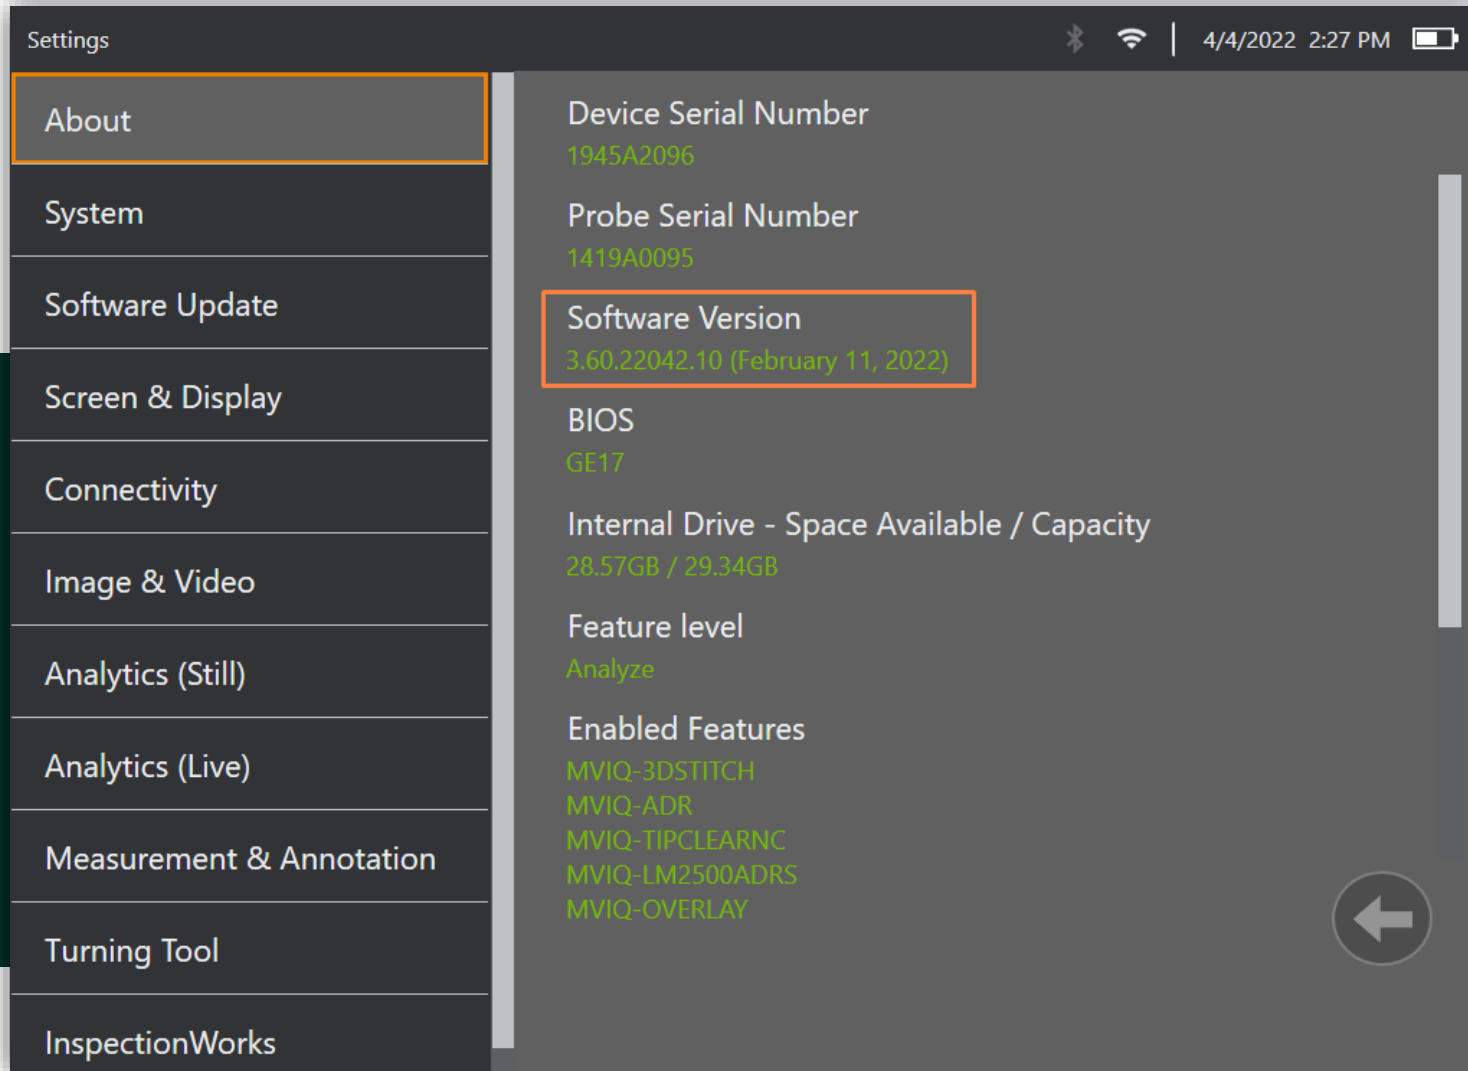 Settings
4/4/2022 2:27 PM
About
System
Software Update
Screen & Display
Connectivity
Image & Video
Analytics (Still)
Analytics (Live)
Measurement & Annotation
Turning Tool
InspectionWorks
Device Serial Number
1945A2096
Probe Serial Number
1419A0095
Software Version
3.60.22042.10 (February 11, 2022)
BIOS
GE17
Internal Drive - Space Available / Capacity
28.57GB / 29.34GB
Feature level
Analyze
Enabled Features
MVIQ-3DSTITCH
MVIQ-ADR
MVIQ-TIPCLEARNC
MVIQ-LM2500ADRS
MVIQ-OVERLAY